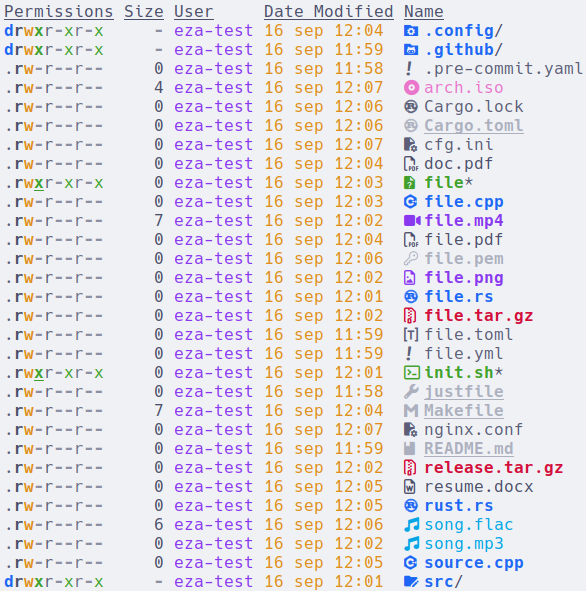 Permissions Size User Date Modified Name
drwxr-xr-x - eza-test 16 sep 12:04 .config/
drwxr-xr-x - eza-test 16 sep 11:59 .github/
.rw-r--r-- 0 eza-test 16 sep 11:58 .pre-commit.yaml
.rw-r--r-- 4 eza-test 16 sep 12:07 arch.iso
.rw-r--r-- 0 eza-test 16 sep 12:06 Cargo.lock
.rw-r--r-- 0 eza-test 16 sep 12:06 Cargo.toml
.rw-r--r-- 0 eza-test 16 sep 12:07 cfg.ini
.rw-r--r-- 0 eza-test 16 sep 12:04 doc.pdf
.rwxr-xr-x 0 eza-test 16 sep 12:03 file*
.rw-r--r-- 0 eza-test 16 sep 12:03 file.cpp
.rw-r--r-- 7 eza-test 16 sep 12:02 file.mp4
.rw-r--r-- 0 eza-test 16 sep 12:04 file.pdf
.rw-r--r-- 0 eza-test 16 sep 12:06 file.pem
.rw-r--r-- 0 eza-test 16 sep 12:02 file.png
.rw-r--r-- 0 eza-test 16 sep 12:01 file.rs
.rw-r--r-- 0 eza-test 16 sep 12:02 file.tar.gz
.rw-r--r-- 0 eza-test 16 sep 11:59 file.toml
.rw-r--r-- 0 eza-test 16 sep 11:59 file.yml
.rwxr-xr-x 0 eza-test 16 sep 12:01 init.sh*
.rw-r--r-- 0 eza-test 16 sep 11:58 justfile
.rw-r--r-- 7 eza-test 16 sep 12:04 Makefile
.rw-r--r-- 0 eza-test 16 sep 12:07 nginx.conf
.rw-r--r-- 0 eza-test 16 sep 11:59 README.md
.rw-r--r-- 0 eza-test 16 sep 12:02 release.tar.gz
.rw-r--r-- 0 eza-test 16 sep 12:05 resume.docx
.rw-r--r-- 0 eza-test 16 sep 12:05 rust.rs
.rw-r--r-- 6 eza-test 16 sep 12:06 song.flac
.rw-r--r-- 0 eza-test 16 sep 12:02 song.mp3
.rw-r--r-- 0 eza-test 16 sep 12:05 source.cpp
drwxr-xr-x - eza-test 16 sep 12:01 src/